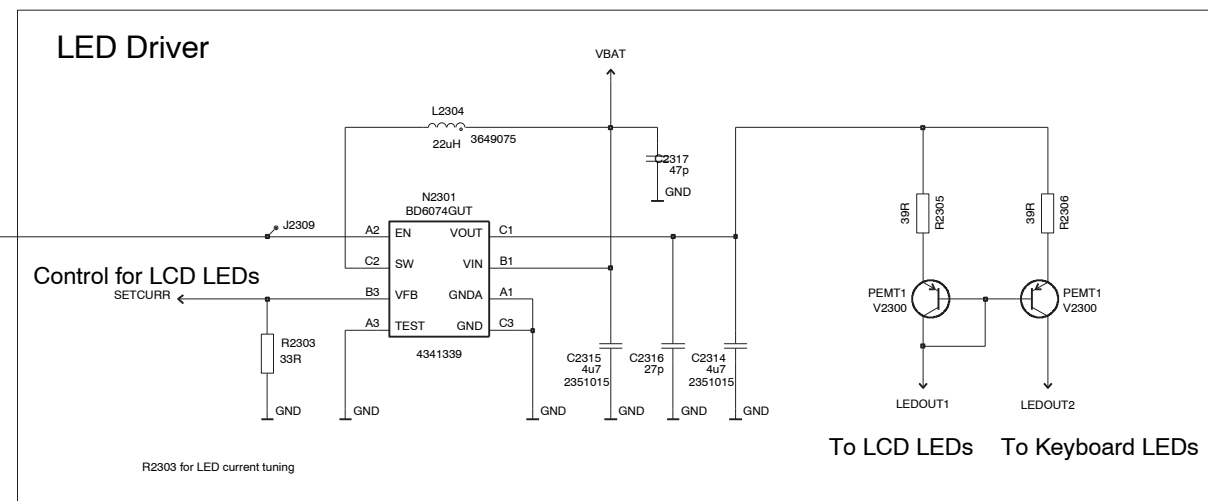 LED Driver
VBAT
L2304
22uH
3649075
C2317
47p
GND
N2301
BD6074GUT
J2309
A2
EN
VOUT
C1
C2
SW
VIN
B1
B3
VFB
GNDA
A1
A3
TEST
GND
C3
4341339
Control for LCD LEDs
SETCURR
R2303
33R
GND
GND
GND
C2315
4u7
2351015
GND
C2316
27p
GND
C2314
4u7
2351015
GND
39R
R2305
39R
R2306
PEMT1
V2300
PEMT1
V2300
LEDOUT1
LEDOUT2
To LCD LEDs
To Keyboard LEDs
R2303 for LED current tuning